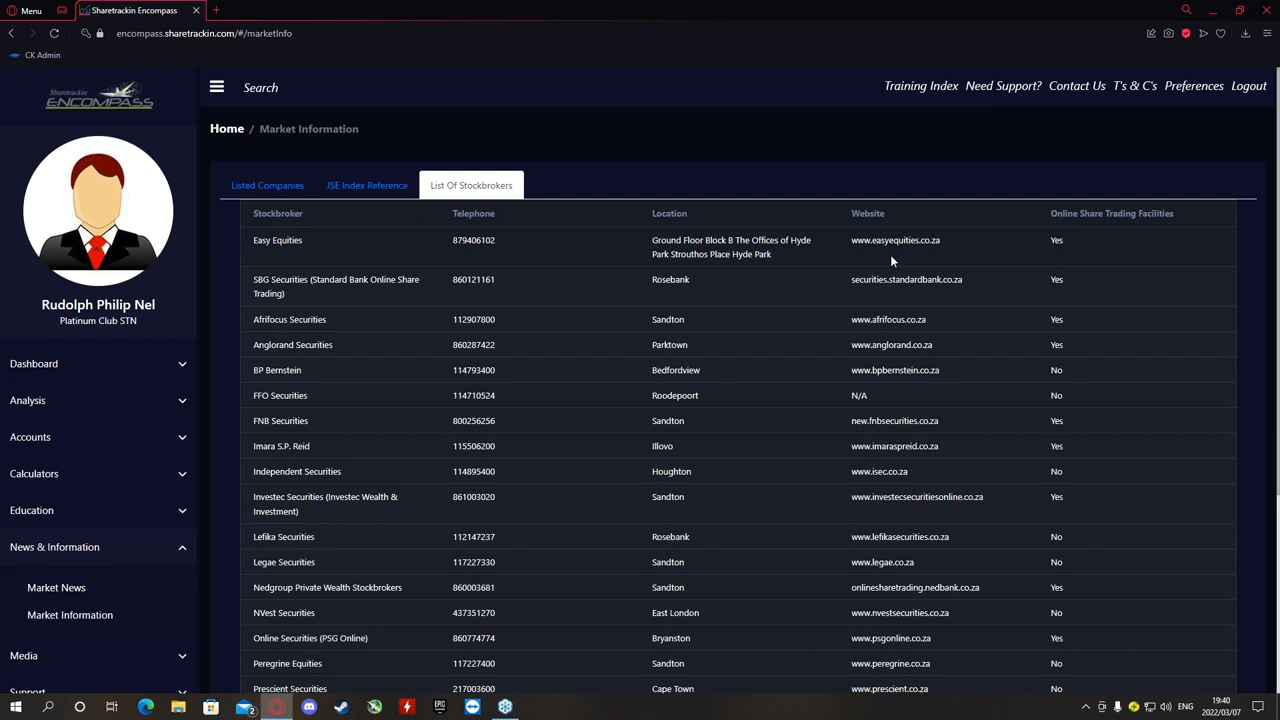 Menu
Sharetrackin Encompass
encompass.sharetrackin.com/#/marketInfo
CK Admin
Sharetrackin
ENCOMPASS
Search
Training Index Need Support? Contact Us T's & C's Preferences Logout
Home / Market Information
Rudolph Philip Nel
Platinum Club STN
Dashboard
Analysis
Accounts
Calculators
Education
News & Information
Market News
Market Information
Media
Support
Listed Companies JSE Index Reference List Of Stockbrokers
Stockbroker Telephone Location Website Online Share Trading Facilities
Easy Equities 879406102 Ground Floor Block B The Offices of Hyde www.easyequities.co.za Yes
Park Strouthos Place Hyde Park
SBG Securities (Standard Bank Online Share 860121161 Rosebank securities.standardbank.co.za Yes
Trading)
Afrifocus Securities 112907800 Sandton www.afrifocus.co.za Yes
Anglorand Securities 860287422 Parktown www.anglorand.co.za Yes
BP Bernstein 114793400 Bedfordview www.bpbernstein.co.za No
FFO Securities 114710524 Roodepoort N/A No
FNB Securities 800256256 Sandton new.fnbsecurities.co.za Yes
Imara S.P. Reid 115506200 Illovo www.imaraspreid.co.za Yes
Independent Securities 114895400 Houghton www.isec.co.za No
Investec Securities (Investec Wealth & 861003020 Sandton www.investecsecuritiesonline.co.za Yes
Investment)
Lefika Securities 112147237 Rosebank www.lefikasecurities.co.za No
Legae Securities 117227330 Sandton www.legae.co.za No
Nedgroup Private Wealth Stockbrokers 860003681 Sandton onlinesharetrading.nedbank.co.za Yes
NVest Securities 437351270 East London www.nvestsecurities.co.za No
Online Securities (PSG Online) 860774774 Bryanston www.psgonline.co.za Yes
Peregrine Equities 117227400 Sandton www.peregrine.co.za No
Prescient Securities 217003600 Cape Town www.prescient.co.za No
2
EPIC
ENG
19:40
2022/03/07